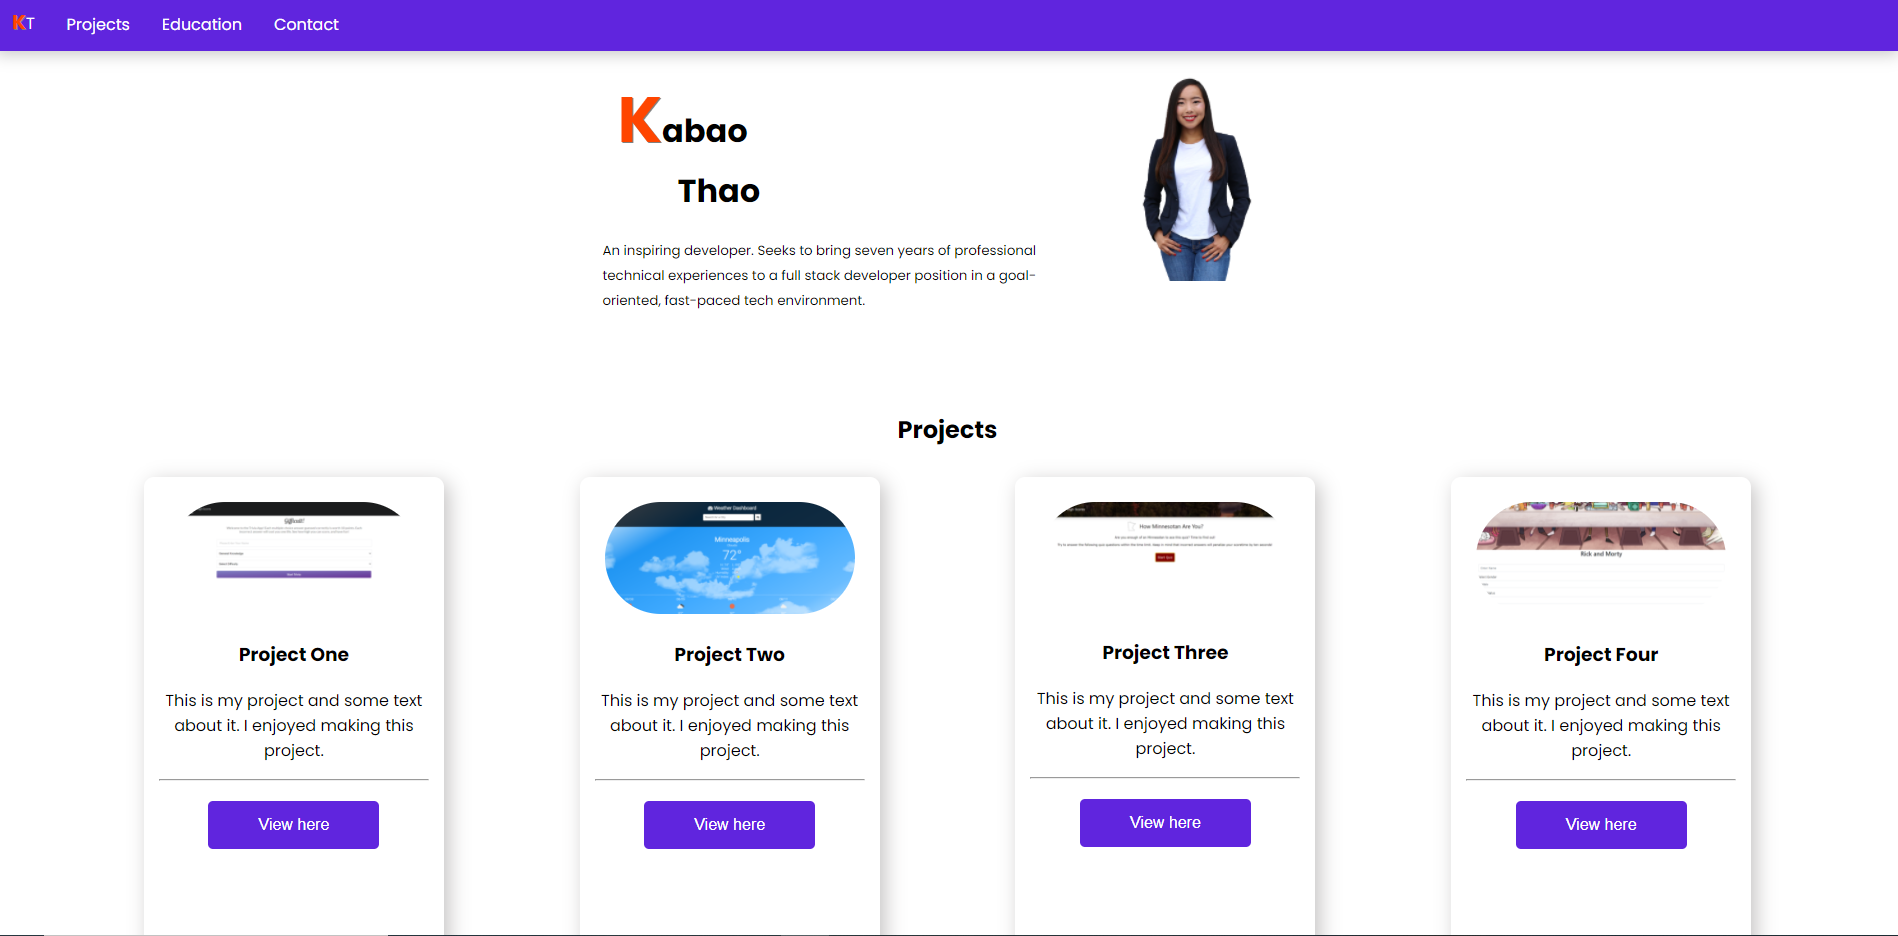 KT Projects Education Contact
Kabao
Thao
An inspiring developer. Seeks to bring seven years of professional
technical experiences to a full stack developer position in a goal-
oriented, fast-paced tech environment.
Projects
Weather Dashboard
Minneapolis
72°
How Minnesotan Are You?
Rick and Morty
Project One
This is my project and some text
about it. I enjoyed making this
project.
View here
Project Two
This is my project and some text
about it. I enjoyed making this
project.
View here
Project Three
This is my project and some text
about it. I enjoyed making this
project.
View here
Project Four
This is my project and some text
about it. I enjoyed making this
project.
View here